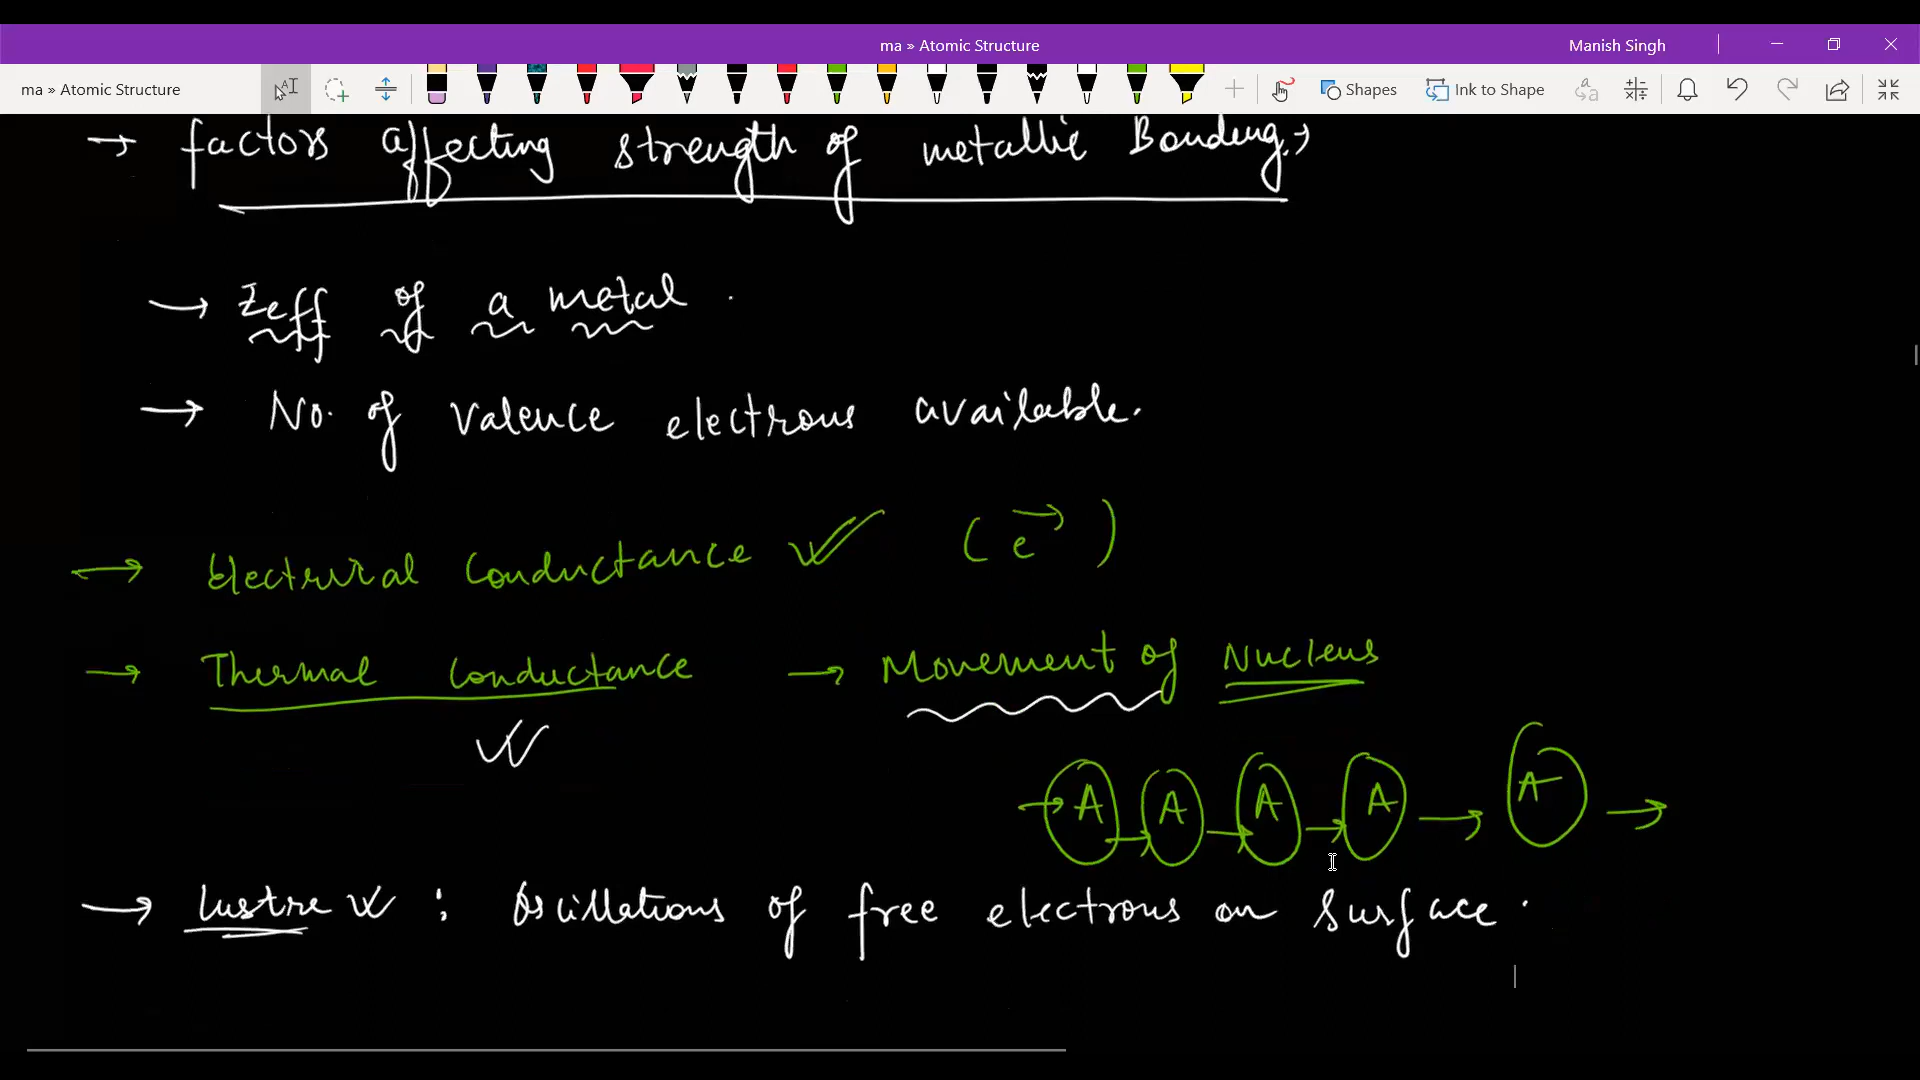 ma » Atomic Structure
Manish Singh
ma » Atomic Structure
Shapes
Ink to Shape
→ factors affecting strength of metallic Bonding →
→ Zeff of a metal .
→ No. of valence electrons available.
→ Electrical Conductance ( e )
→ Thermal Conductance → Movement of Nucleus
→ A → A → A → A → A →
→ Lustre : Oscillations of free electrons on Surface .